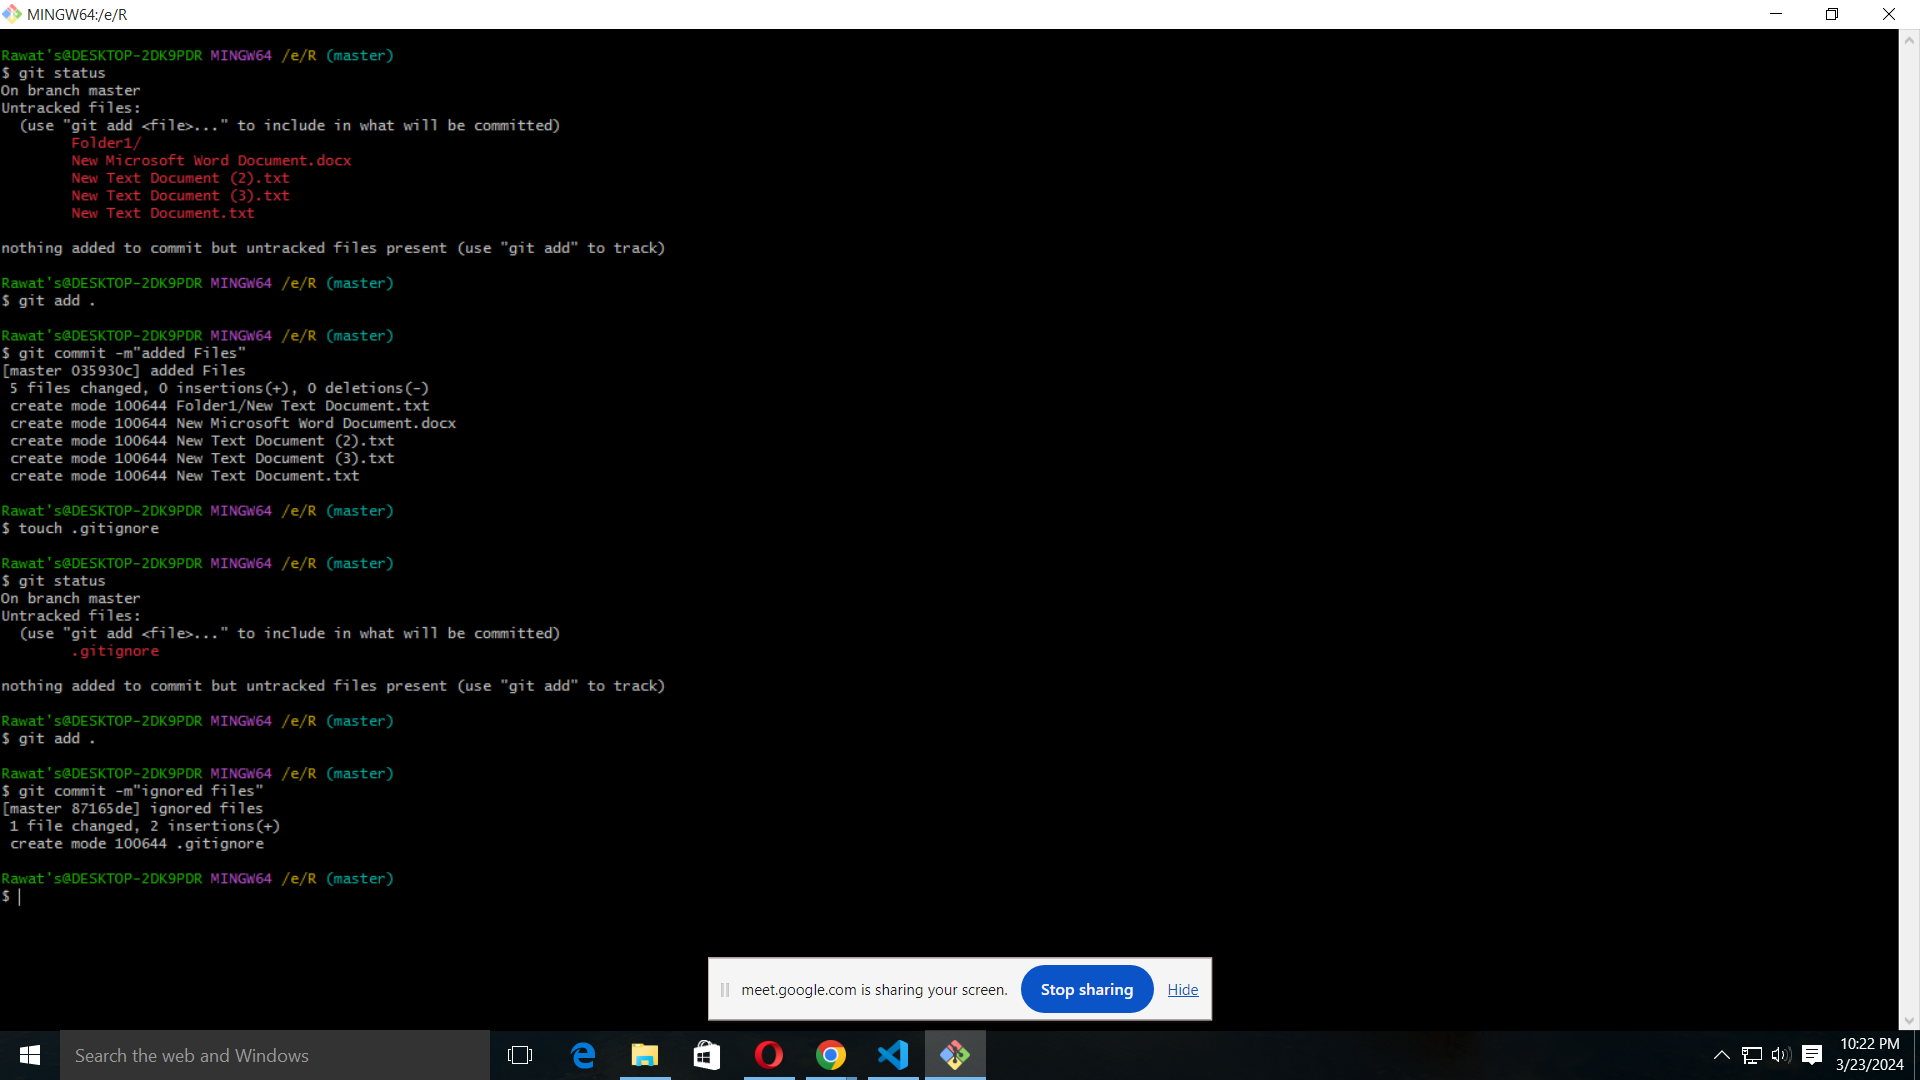 MINGW64:/e/R
Rawat's@DESKTOP-2DK9PDR MINGW64 /e/R (master)
$ git status
On branch master
Untracked files:
  (use "git add <file>..." to include in what will be committed)
        Folder1/
        New Microsoft Word Document.docx
        New Text Document (2).txt
        New Text Document (3).txt
        New Text Document.txt
nothing added to commit but untracked files present (use "git add" to track)
Rawat's@DESKTOP-2DK9PDR MINGW64 /e/R (master)
$ git add .
Rawat's@DESKTOP-2DK9PDR MINGW64 /e/R (master)
$ git commit -m"added Files"
[master 035930c] added Files
 5 files changed, 0 insertions(+), 0 deletions(-)
 create mode 100644 Folder1/New Text Document.txt
 create mode 100644 New Microsoft Word Document.docx
 create mode 100644 New Text Document (2).txt
 create mode 100644 New Text Document (3).txt
 create mode 100644 New Text Document.txt
Rawat's@DESKTOP-2DK9PDR MINGW64 /e/R (master)
$ touch .gitignore
Rawat's@DESKTOP-2DK9PDR MINGW64 /e/R (master)
$ git status
On branch master
Untracked files:
  (use "git add <file>..." to include in what will be committed)
        .gitignore
nothing added to commit but untracked files present (use "git add" to track)
Rawat's@DESKTOP-2DK9PDR MINGW64 /e/R (master)
$ git add .
Rawat's@DESKTOP-2DK9PDR MINGW64 /e/R (master)
$ git commit -m"ignored files"
[master 87165de] ignored files
 1 file changed, 2 insertions(+)
 create mode 100644 .gitignore
Rawat's@DESKTOP-2DK9PDR MINGW64 /e/R (master)
$
meet.google.com is sharing your screen. Stop sharing Hide
Search the web and Windows
10:22 PM
3/23/2024